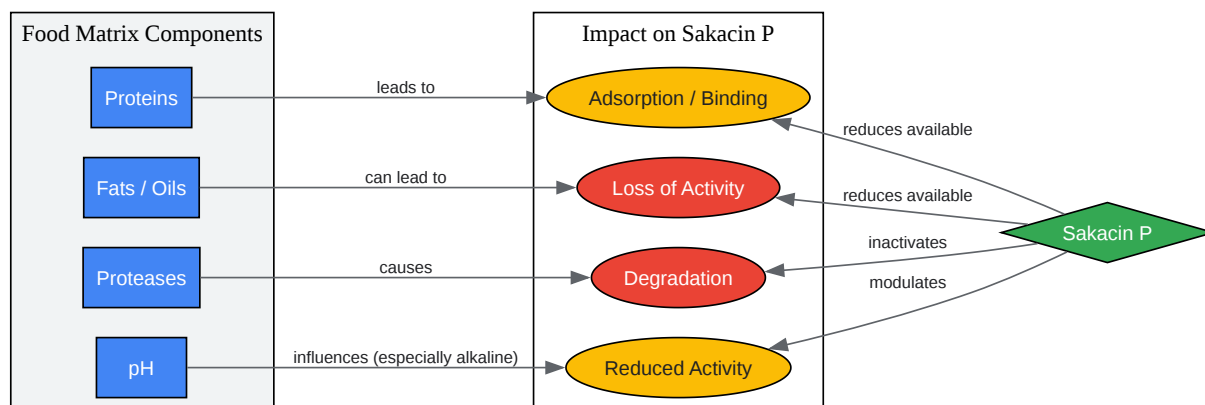 Food Matrix Components
Impact on Sakacin P
Proteins
leads to
Adsorption / Binding
reduces available
Fats / Oils
can lead to
Loss of Activity
reduces available
Sakacin P
Proteases
causes
Degradation
inactivates
modulates
pH
influences (especially alkaline)
Reduced Activity